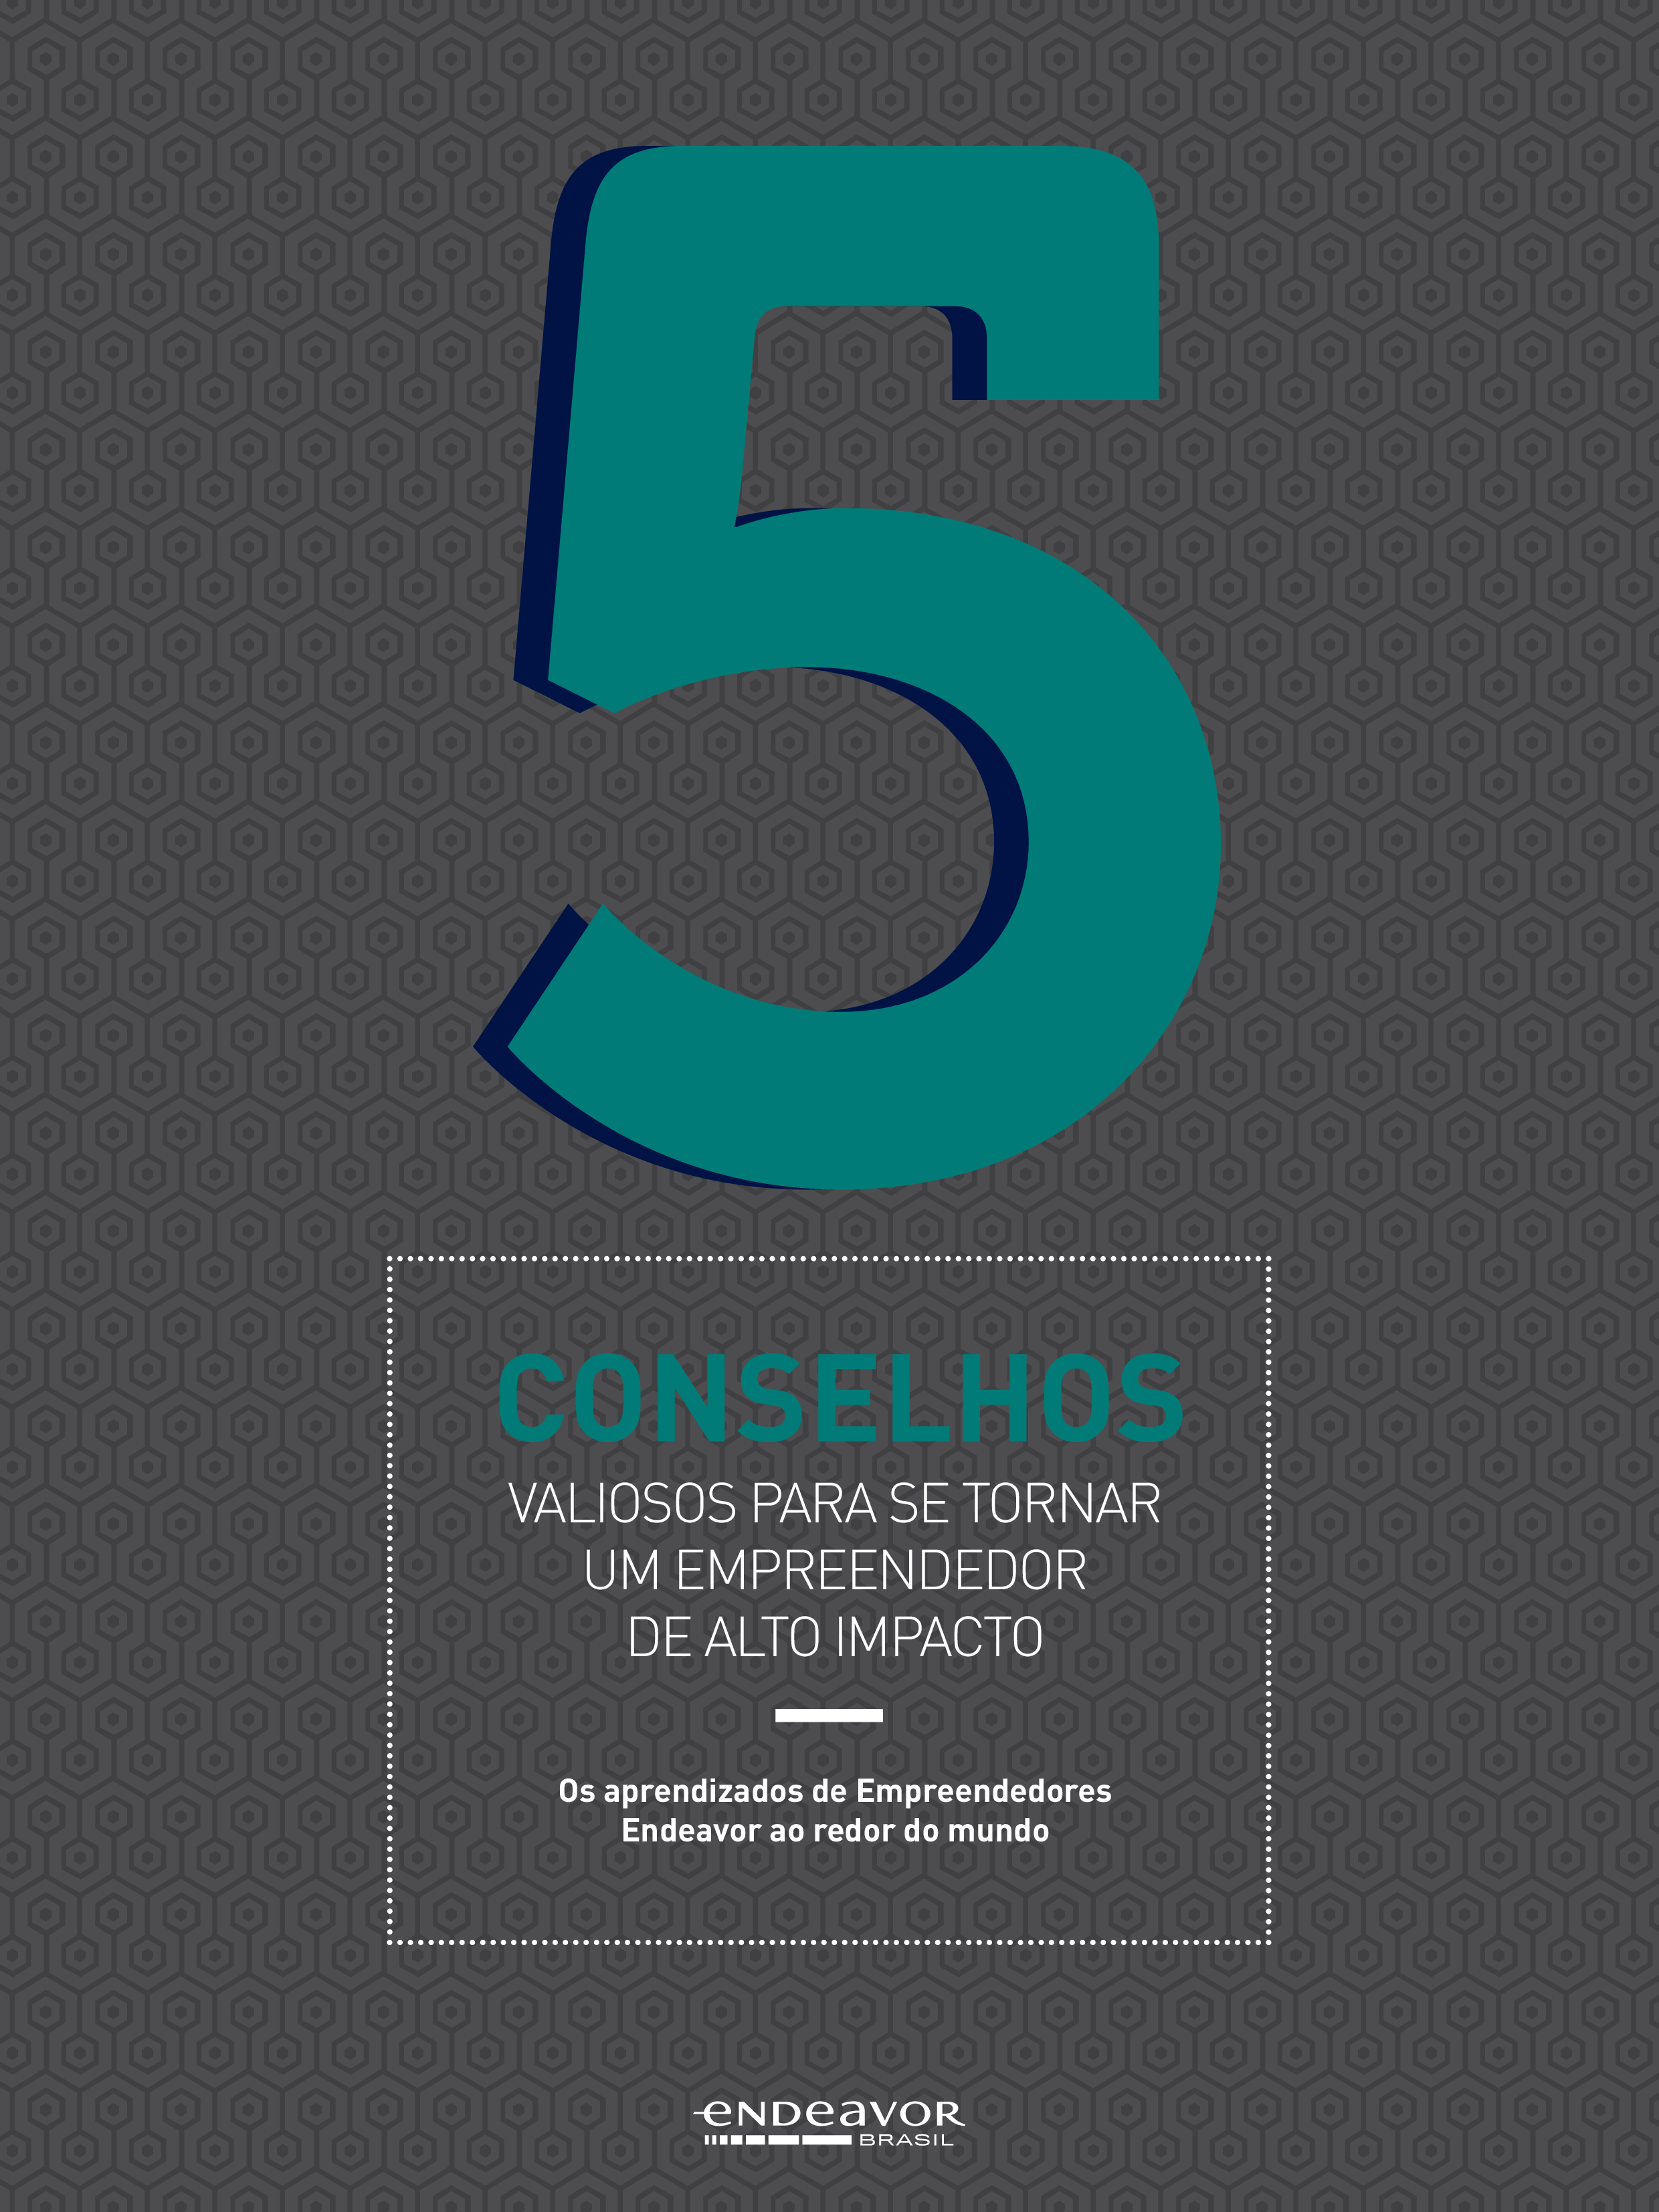 5
CONSELHOS
VALIOSOS PARA SE TORNAR
UM EMPREENDEDOR
DE ALTO IMPACTO
Os aprendizados de Empreendedores
Endeavor ao redor do mundo
enDeavor
BRASIL